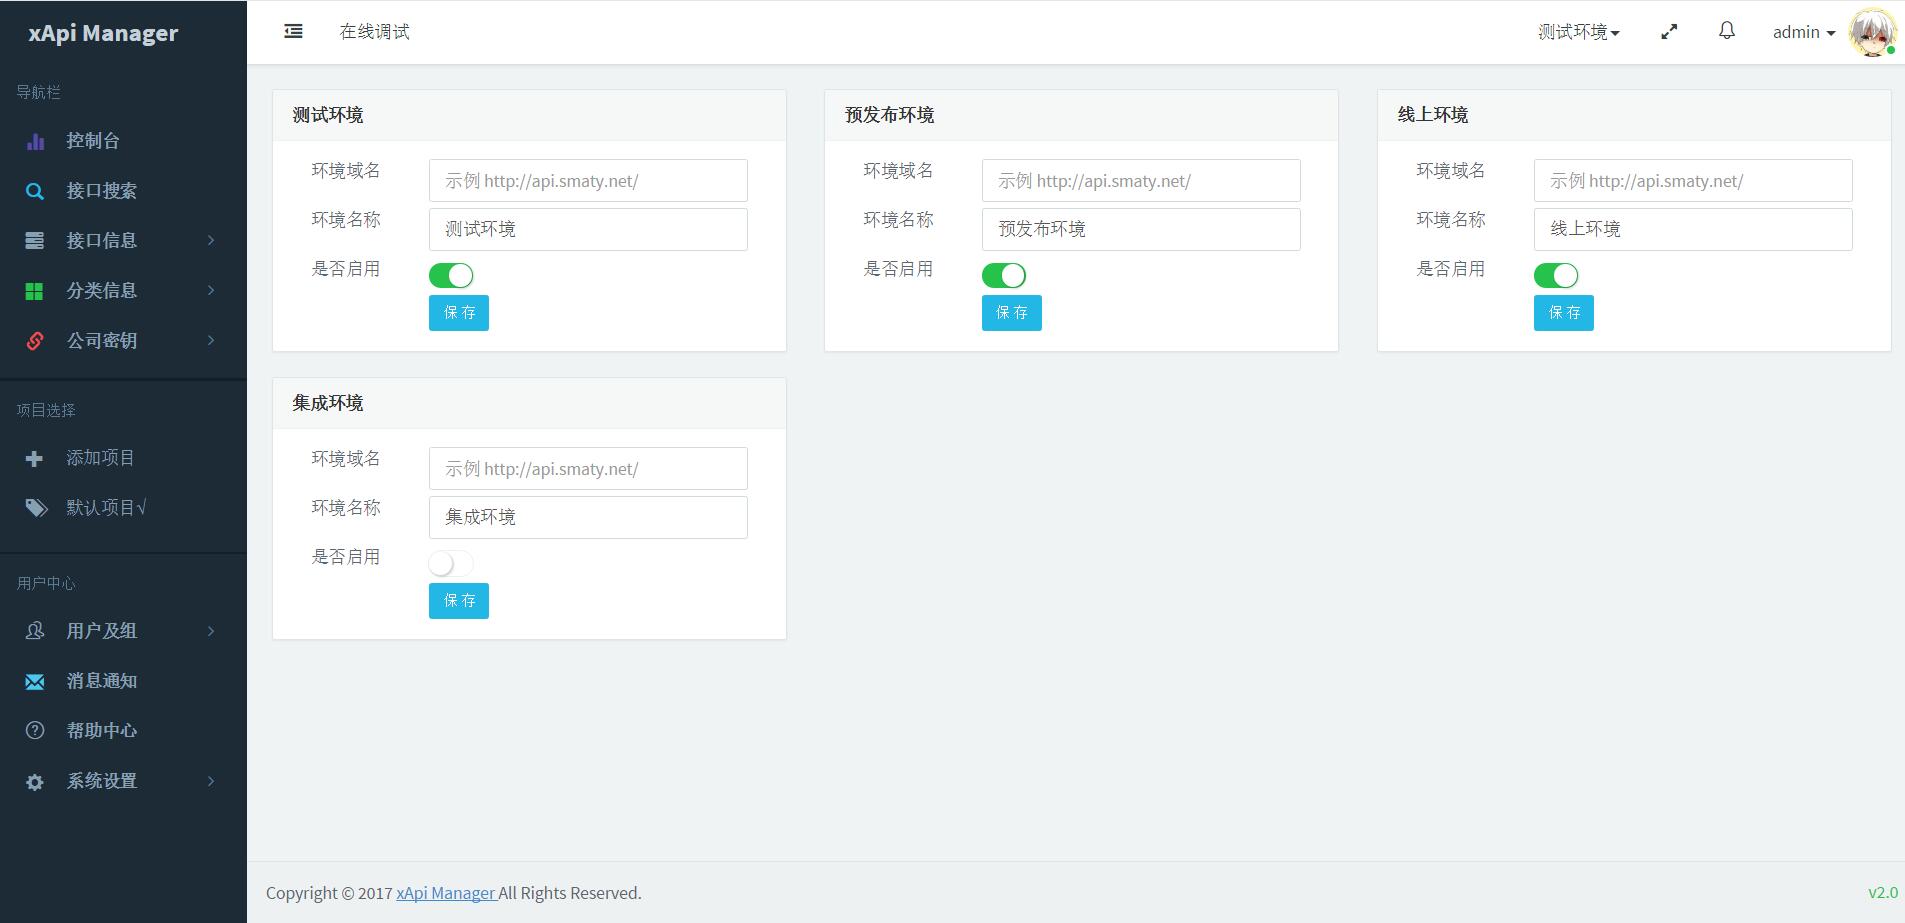 xApi Manager
导航栏
控制台
接口搜索
接口信息
分类信息
公司密钥
项目选择
添加项目
默认项目√
用户中心
用户及组
消息通知
帮助中心
系统设置
在线调试
测试环境
admin
测试环境
环境域名
示例 http://api.smaty.net/
环境名称
测试环境
是否启用
保 存
预发布环境
环境域名
示例 http://api.smaty.net/
环境名称
预发布环境
是否启用
保 存
线上环境
环境域名
示例 http://api.smaty.net/
环境名称
线上环境
是否启用
保 存
集成环境
环境域名
示例 http://api.smaty.net/
环境名称
集成环境
是否启用
保 存
Copyright © 2017 xApi Manager All Rights Reserved.
v2.0